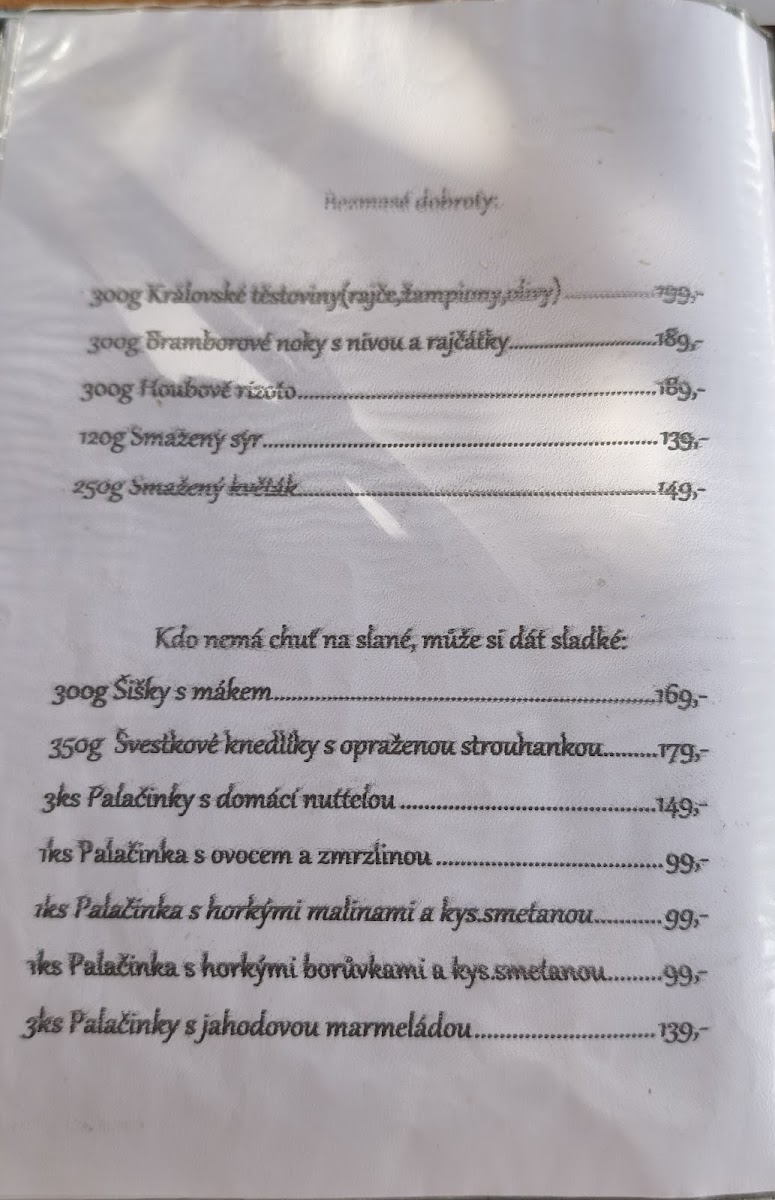 Bezmasé dobroty:
300g Královské těstoviny(rajče,žampiony,olivy)......................199,-
300g Bramborové noky s nivou a rajčátky..........................189,-
300g Houbové rizoto.................................................................189,-
120g Smažený sýr.......................................................................139,-
250g Smažený květák................................................................149,-
Kdo nemá chuť na slané, může si dát sladké:
300g Šišky s mákem....................................................................169,-
350g Švestkové knedlíky s opraženou strouhankou.........179,-
3ks Palačinky s domácí nuttelou.............................................149,-
1ks Palačinka s ovocem a zmrzlinou........................................99,-
1ks Palačinka s horkými malinami a kys.smetanou............99,-
1ks Palačinka s horkými borůvkami a kys.smetanou.........99,-
3ks Palačinky s jahodovou marmeládou................................139,-